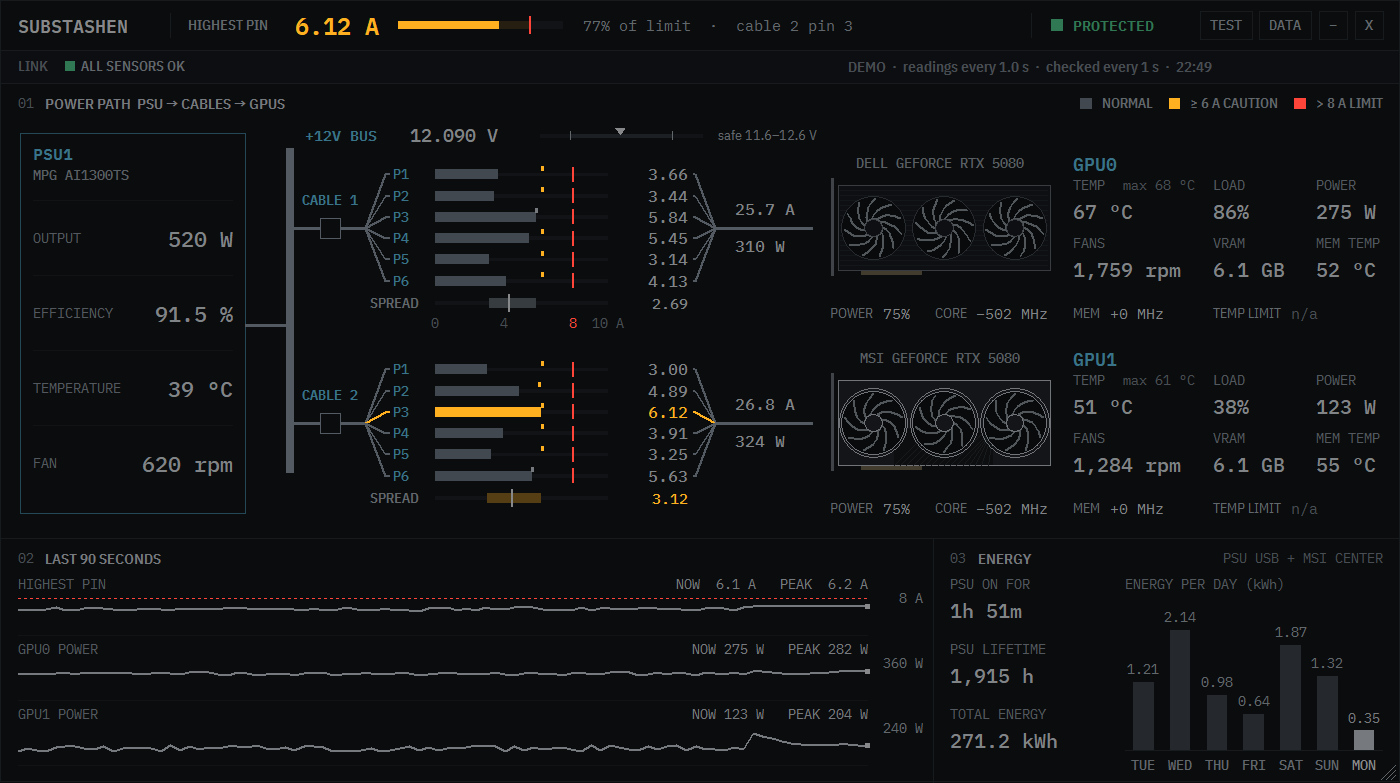 SUBSTASHEN HIGHEST PIN 6.12 A 77% of limit · cable 2 pin 3 PROTECTED TEST DATA − X
LINK ALL SENSORS OK DEMO · readings every 1.0 s · checked every 1 s · 22:49
01 POWER PATH PSU → CABLES → GPUS NORMAL ≥ 6 A CAUTION > 8 A LIMIT
PSU1
MPG AI1300TS
OUTPUT 520 W
EFFICIENCY 91.5 %
TEMPERATURE 39 °C
FAN 620 rpm
+12V BUS 12.090 V safe 11.6–12.6 V
CABLE 1
P1 3.66
P2 3.44
P3 5.84
P4 5.45
P5 3.14
P6 4.13
SPREAD 2.69
0 4 8 10 A
25.7 A
310 W
CABLE 2
P1 3.00
P2 4.89
P3 6.12
P4 3.91
P5 3.25
P6 5.63
SPREAD 3.12
26.8 A
324 W
DELL GEFORCE RTX 5080
GPU0
TEMP max 68 °C LOAD POWER
67 °C 86% 275 W
FANS VRAM MEM TEMP
1,759 rpm 6.1 GB 52 °C
POWER 75% CORE −502 MHz MEM +0 MHz TEMP LIMIT n/a
MSI GEFORCE RTX 5080
GPU1
TEMP max 61 °C LOAD POWER
51 °C 38% 123 W
FANS VRAM MEM TEMP
1,284 rpm 6.1 GB 55 °C
POWER 75% CORE −502 MHz MEM +0 MHz TEMP LIMIT n/a
02 LAST 90 SECONDS
HIGHEST PIN NOW 6.1 A PEAK 6.2 A
8 A
GPU0 POWER NOW 275 W PEAK 282 W
360 W
GPU1 POWER NOW 123 W PEAK 204 W
240 W
03 ENERGY PSU USB + MSI CENTER
PSU ON FOR
1h 51m
PSU LIFETIME
1,915 h
TOTAL ENERGY
271.2 kWh
ENERGY PER DAY (kWh)
1.21 2.14 0.98 0.64 1.87 1.32 0.35
TUE WED THU FRI SAT SUN MON